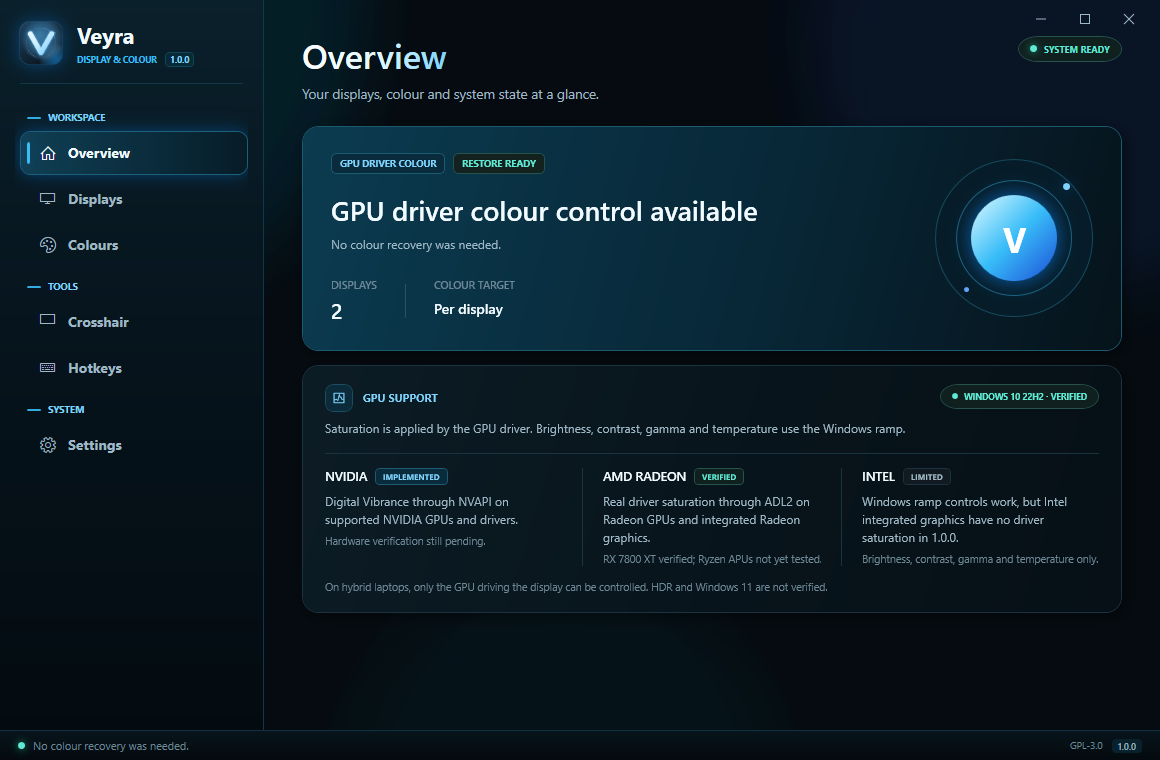 Veyra
DISPLAY & COLOUR 1.0.0
WORKSPACE
Overview
Displays
Colours
TOOLS
Crosshair
Hotkeys
SYSTEM
Settings
Overview
SYSTEM READY
Your displays, colour and system state at a glance.
GPU DRIVER COLOUR RESTORE READY
GPU driver colour control available
No colour recovery was needed.
DISPLAYS
2
COLOUR TARGET
Per display
V
GPU SUPPORT
WINDOWS 10 22H2 · VERIFIED
Saturation is applied by the GPU driver. Brightness, contrast, gamma and temperature use the Windows ramp.
NVIDIA IMPLEMENTED
Digital Vibrance through NVAPI on
supported NVIDIA GPUs and drivers.
Hardware verification still pending.
AMD RADEON VERIFIED
Real driver saturation through ADL2 on
Radeon GPUs and integrated Radeon
graphics.
RX 7800 XT verified; Ryzen APUs not yet tested.
INTEL LIMITED
Windows ramp controls work, but Intel
integrated graphics have no driver
saturation in 1.0.0.
Brightness, contrast, gamma and temperature only.
On hybrid laptops, only the GPU driving the display can be controlled. HDR and Windows 11 are not verified.
No colour recovery was needed.
GPL-3.0 1.0.0